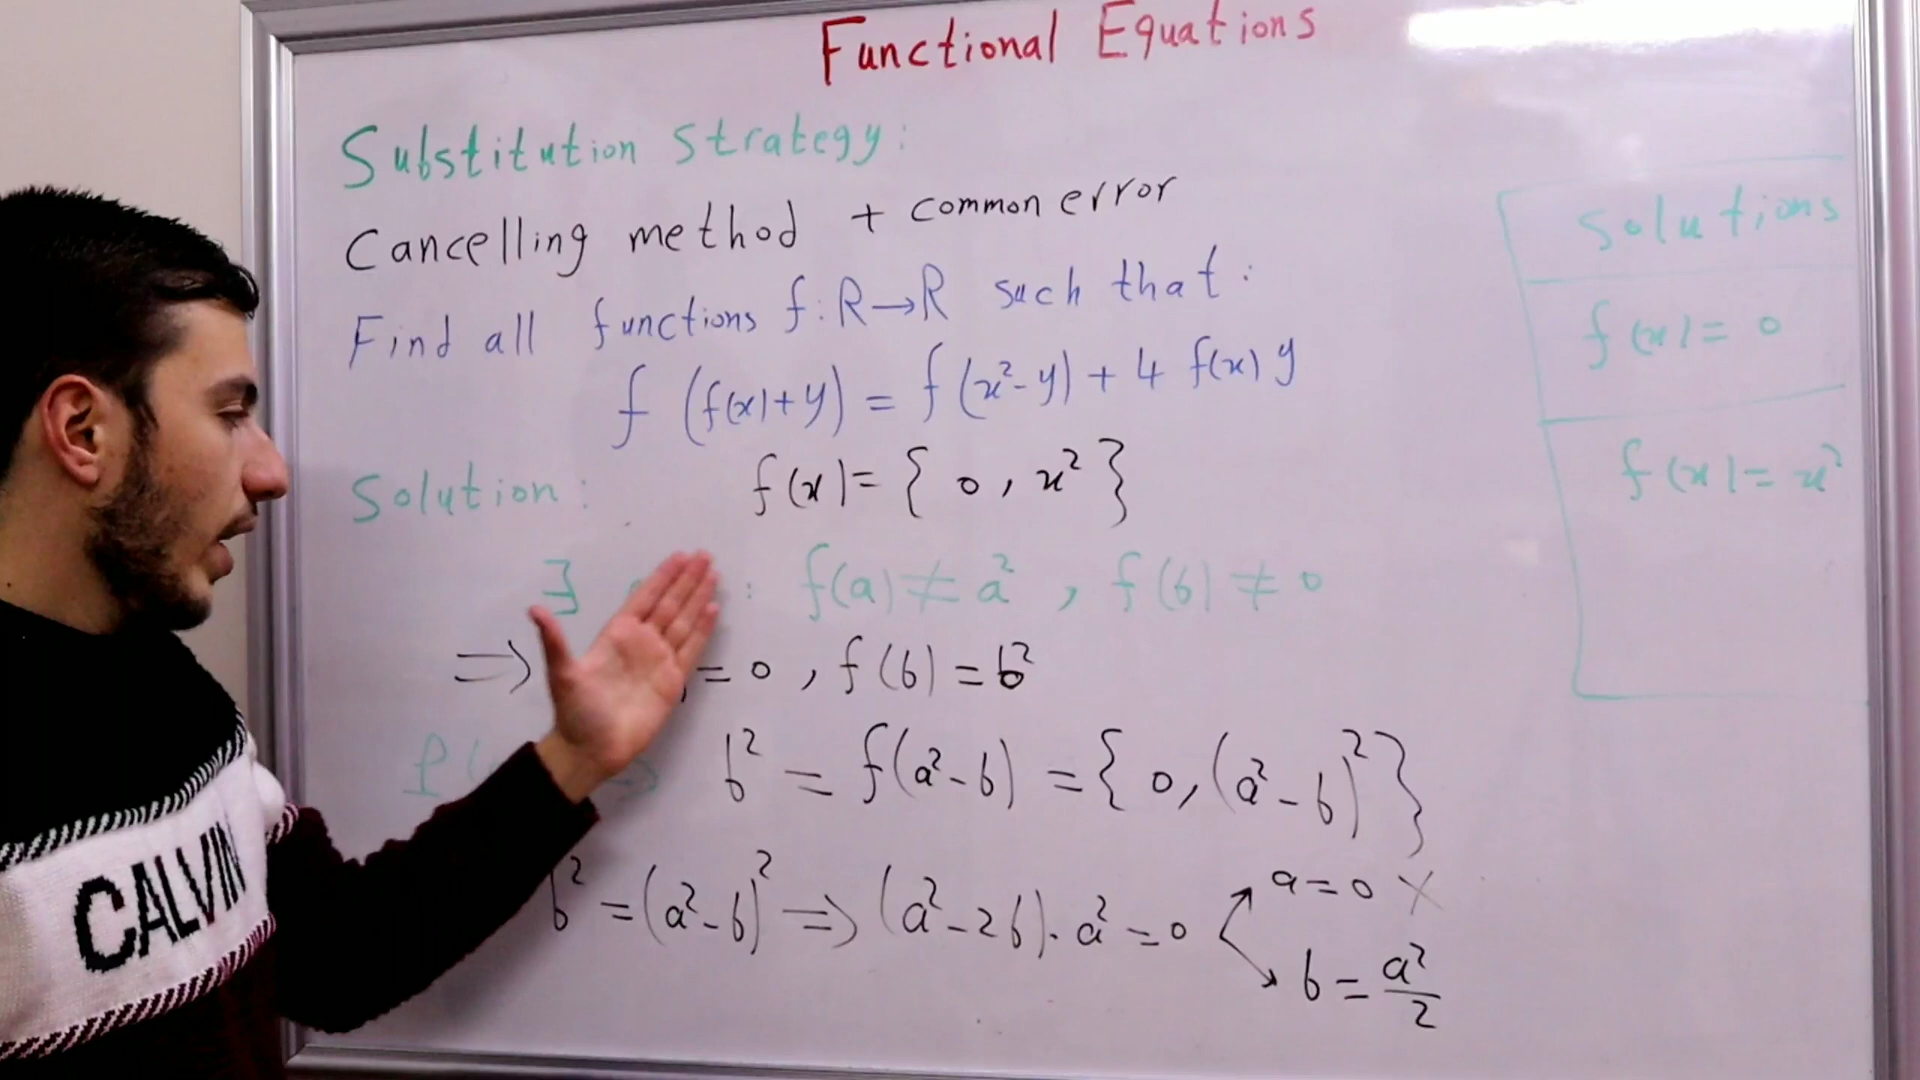 Functional Equations
Substitution Strategy:
Cancelling method + common error
Find all functions f:R→R such that:
f (f(x)+y) = f (x²-y) + 4 f(x) y
Solution: f(x)= { 0 , x² }
∃ : f(a) ≠ a² , f(b) ≠ 0
⇒ = 0 , f(b) = b²
P( b² = f(a²-b) = { 0, (a²-b)² }
b² = (a²-b)² ⇒ (a²-2b). a² = 0
a = 0 X
b = a²/2
Solutions
f(x) = 0
f(x) = x²
CALVIN